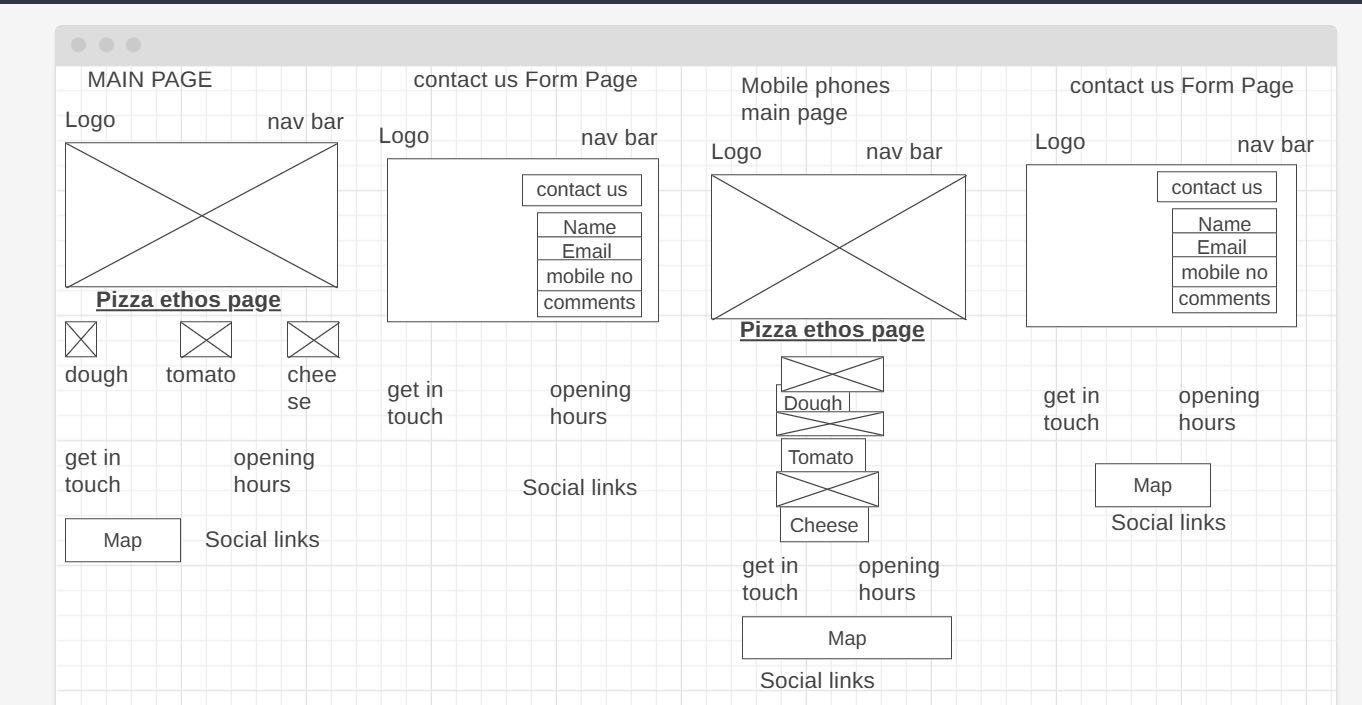 MAIN PAGE
Logo
nav bar
Pizza ethos page
dough
tomato
chee
se
get in
touch
opening
hours
Map
Social links
contact us Form Page
Logo
nav bar
contact us
Name
Email
mobile no
comments
get in
touch
opening
hours
Social links
Mobile phones
main page
Logo
nav bar
Pizza ethos page
Dough
Tomato
Cheese
get in
touch
opening
hours
Map
Social links
contact us Form Page
Logo
nav bar
contact us
Name
Email
mobile no
comments
get in
touch
opening
hours
Map
Social links